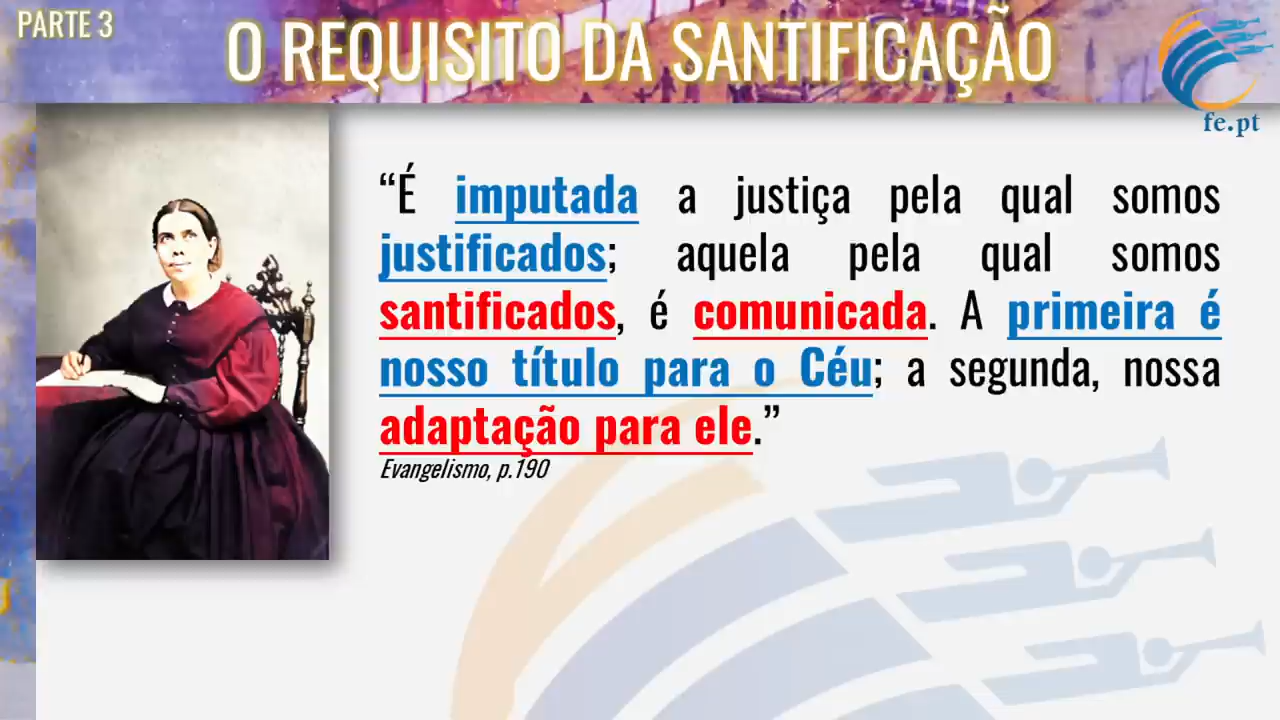 PARTE 3
O REQUISITO DA SANTIFICAÇÃO
fe.pt
“É imputada a justiça pela qual somos
justificados; aquela pela qual somos
santificados, é comunicada. A primeira é
nosso título para o Céu; a segunda, nossa
adaptação para ele.”
Evangelismo, p.190